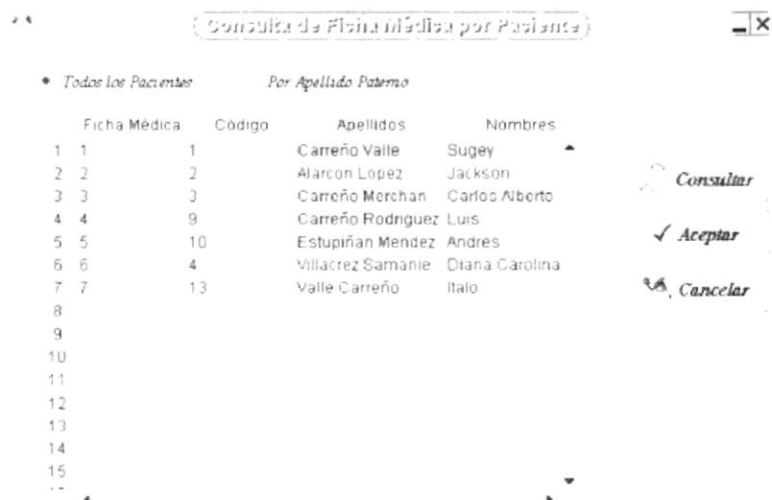 Consulta de Ficha Médica por Paciente
Todos los Pacientes Por Apellido Paterno
Ficha Médica Código Apellidos Nombres
1 1 1 Carreño Valle Sugey
2 2 2 Alarcon Lopez Jackson
3 3 3 Carreño Merchan Carlos Alberto
4 4 9 Carreño Rodriguez Luis
5 5 10 Estupiñan Mendez Andres
6 6 4 Villacrez Samanie Diana Carolina
7 7 13 Valle Carreño Italo
8
9
10
11
12
13
14
15
Consultar
Aceptar
Cancelar